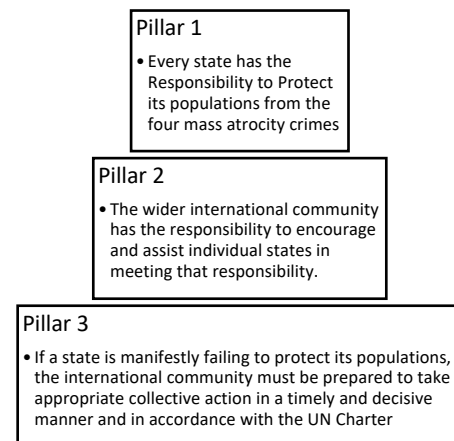 Pillar 1
• Every state has the
Responsibility to Protect
its populations from the
four mass atrocity crimes
Pillar 2
• The wider international community
has the responsibility to encourage
and assist individual states in
meeting that responsibility.
Pillar 3
• If a state is manifestly failing to protect its populations,
the international community must be prepared to take
appropriate collective action in a timely and decisive
manner and in accordance with the UN Charter